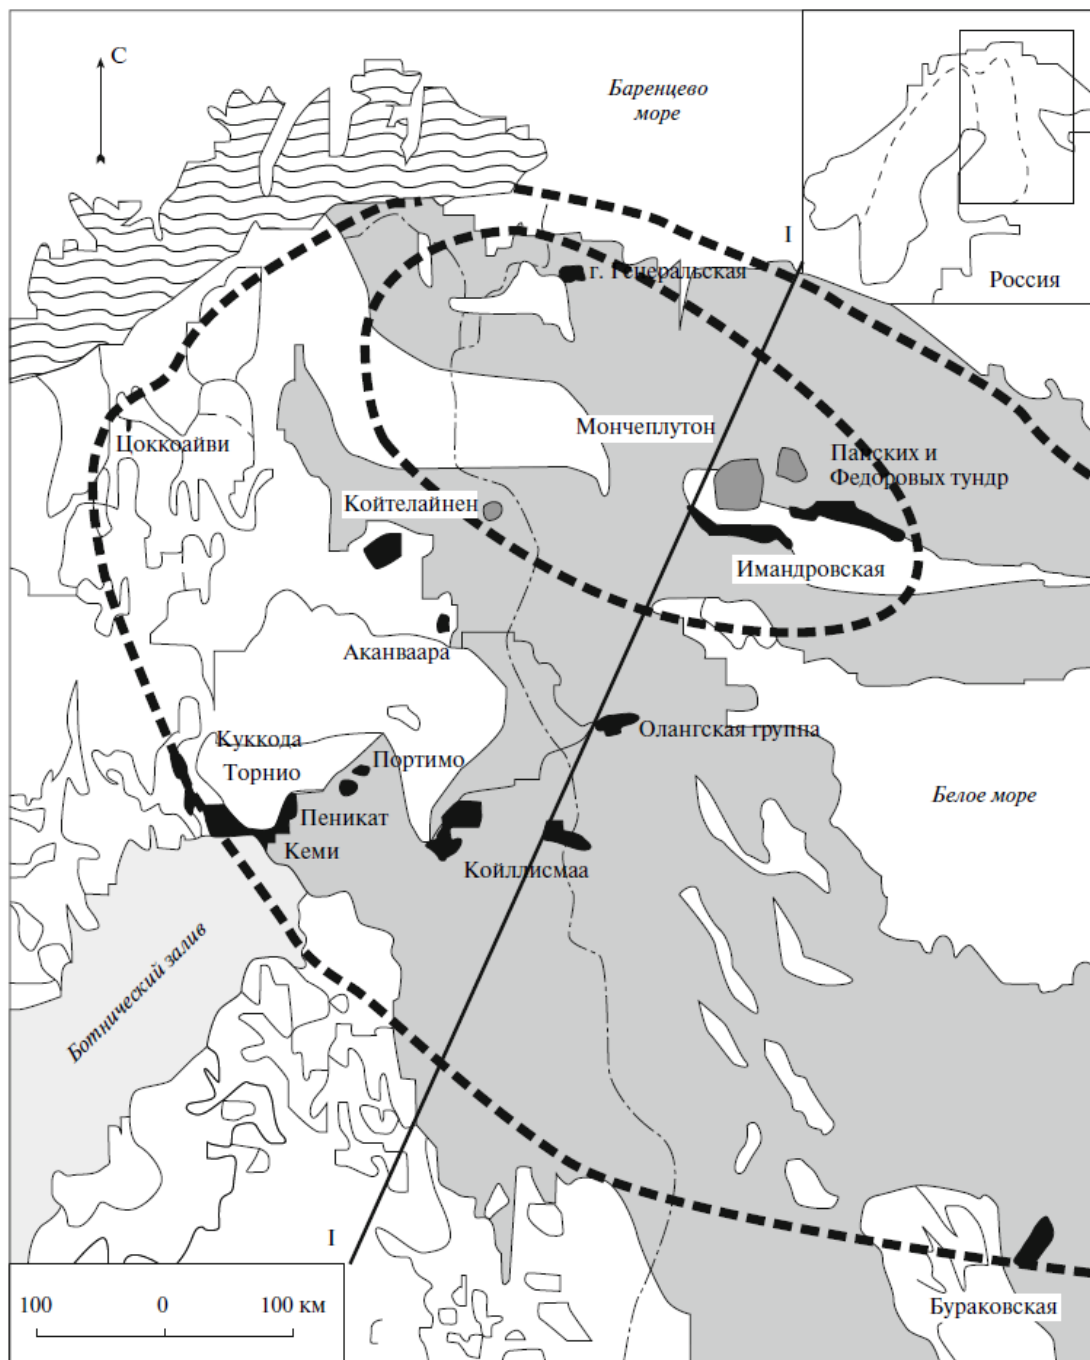 С
Баренцево
море
I
Россия
г. Генеральская
Мончеплутон
Цоккоайви
Панских и
Федоровых тундр
Койтелайнен
Имандровская
Аканваара
Куккода
Торнио
Портимо
Олангская группа
Белое море
Пеникат
Кеми
Койллисмаа
Ботнический залив
I
100 0 100 км
Бураковская